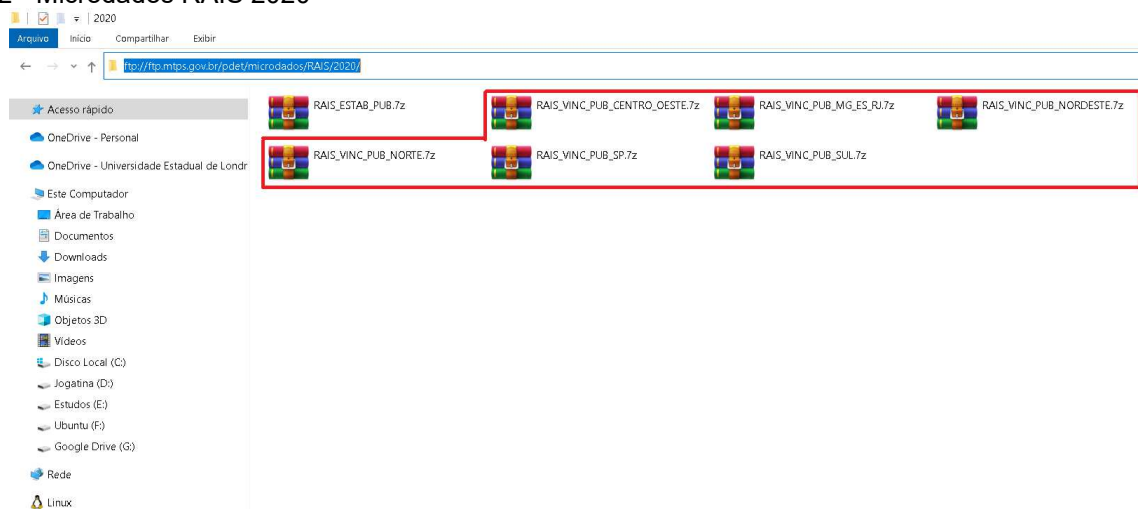 2 - Microdados RAIS 2020
2020
Arquivo Início Compartilhar Exibir
ftp://ftp.mtps.gov.br/pdet/microdados/RAIS/2020/
Acesso rápido
OneDrive - Personal
OneDrive - Universidade Estadual de Londr
Este Computador
Área de Trabalho
Documentos
Downloads
Imagens
Músicas
Objetos 3D
Vídeos
Disco Local (C:)
Jogatina (D:)
Estudos (E:)
Ubuntu (F:)
Google Drive (G:)
Rede
Linux
RAIS_ESTAB_PUB.7z RAIS_VINC_PUB_CENTRO_OESTE.7z RAIS_VINC_PUB_MG_ES_RJ.7z RAIS_VINC_PUB_NORDESTE.7z
RAIS_VINC_PUB_NORTE.7z RAIS_VINC_PUB_SP.7z RAIS_VINC_PUB_SUL.7z